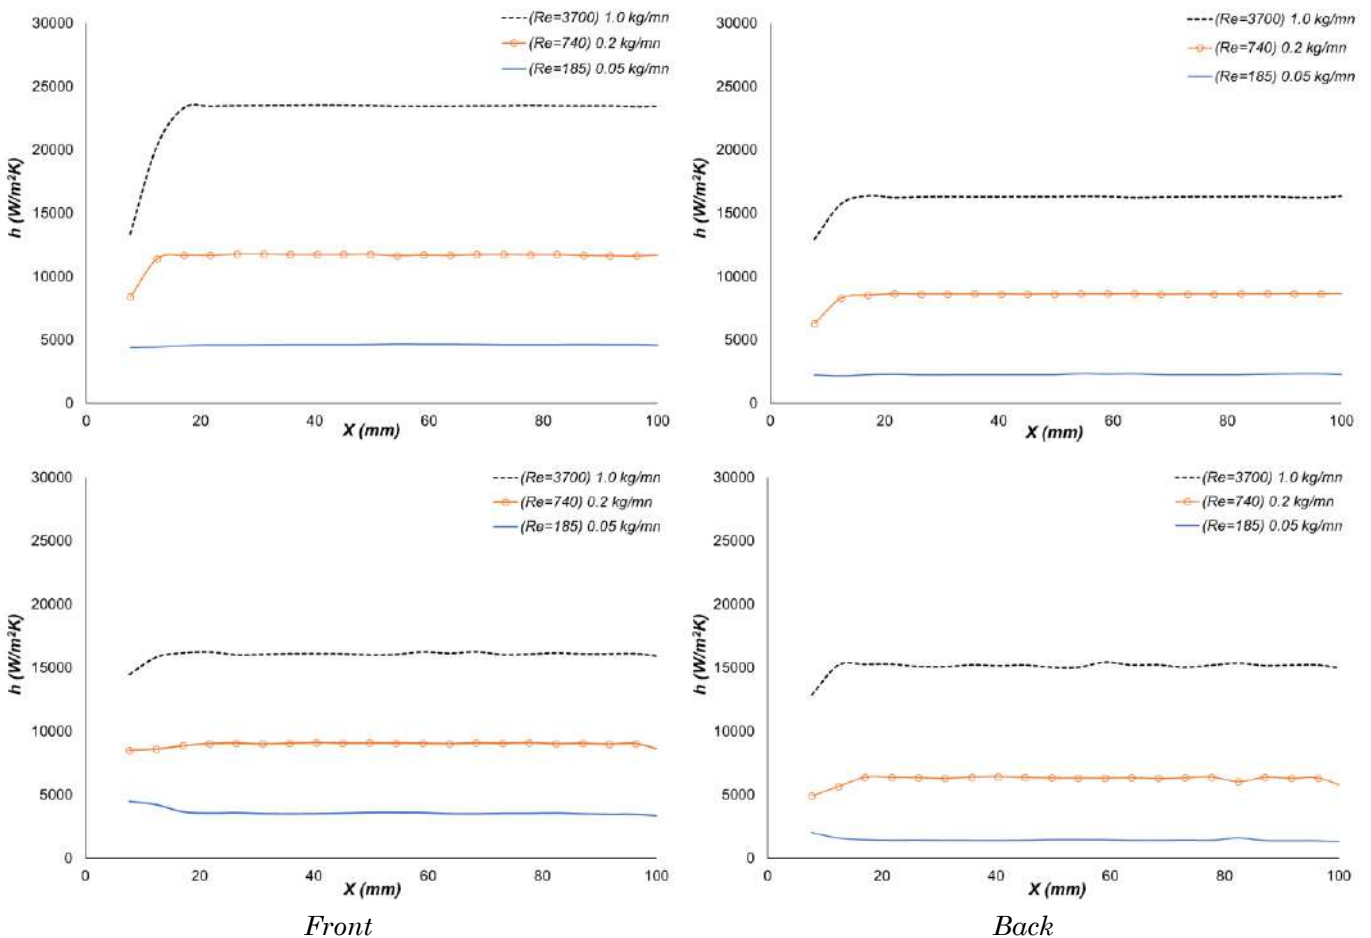 30000
25000
20000
15000
10000
5000
0
0 20 40 60 80 100
h (W/m²K)
X (mm)
(Re=3700) 1.0 kg/mn
(Re=740) 0.2 kg/mn
(Re=185) 0.05 kg/mn
30000
25000
20000
15000
10000
5000
0
0 20 40 60 80 100
h (W/m²K)
X (mm)
(Re=3700) 1.0 kg/mn
(Re=740) 0.2 kg/mn
(Re=185) 0.05 kg/mn
30000
25000
20000
15000
10000
5000
0
0 20 40 60 80 100
h (W/m²K)
X (mm)
(Re=3700) 1.0 kg/mn
(Re=740) 0.2 kg/mn
(Re=185) 0.05 kg/mn
30000
25000
20000
15000
10000
5000
0
0 20 40 60 80 100
h (W/m²K)
X (mm)
(Re=3700) 1.0 kg/mn
(Re=740) 0.2 kg/mn
(Re=185) 0.05 kg/mn
Front
Back